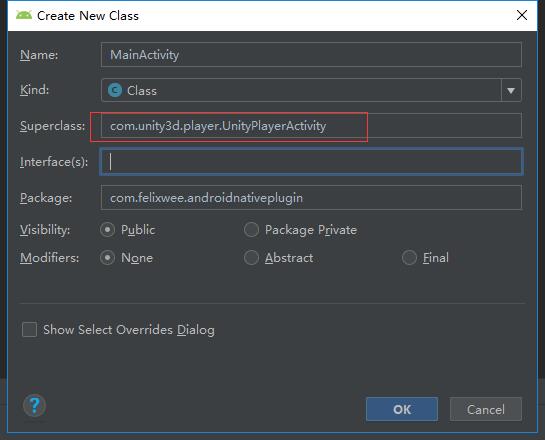 Create New Class
Name: MainActivity
Kind: C Class
Superclass: com.unity3d.player.UnityPlayerActivity
Interface(s):
Package: com.felixwee.androidnativeplugin
Visibility: Public Package Private
Modifiers: None Abstract Final
Show Select Overrides Dialog
? OK Cancel